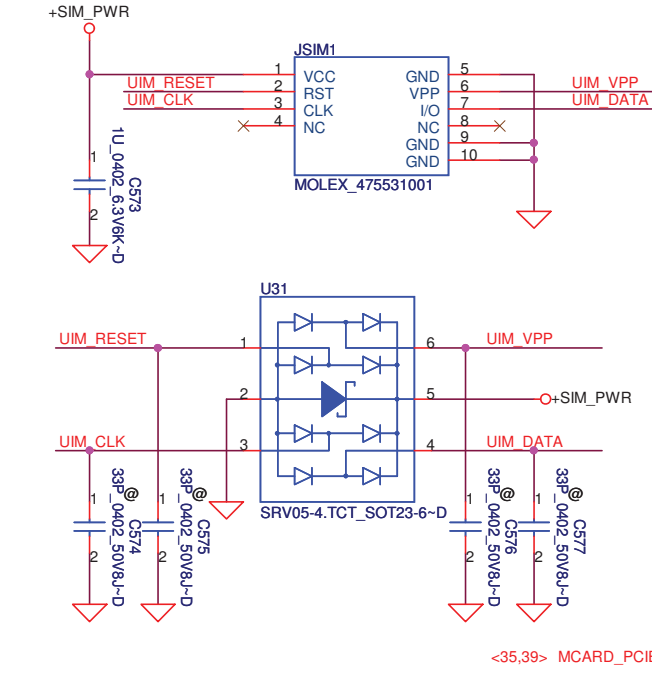 +SIM_PWR
JSIM1
1 VCC GND 5
UIM_RESET 2 RST VPP 6 UIM_VPP
UIM_CLK 3 CLK I/O 7 UIM_DATA
4 NC NC 8
GND 9
GND 10
MOLEX_475531001
1
2
C573
1U_0402_6.3V6K~D
U31
UIM_RESET 1 6 UIM_VPP
2 5 +SIM_PWR
UIM_CLK 3 4 UIM_DATA
SRV05-4.TCT_SOT23-6~D
1 @ 1 @ 1 @ 1 @
2 2 2 2
C574
33P_0402_50V8J~D
C575
33P_0402_50V8J~D
C576
33P_0402_50V8J~D
C577
33P_0402_50V8J~D
<35,39> MCARD_PCIE